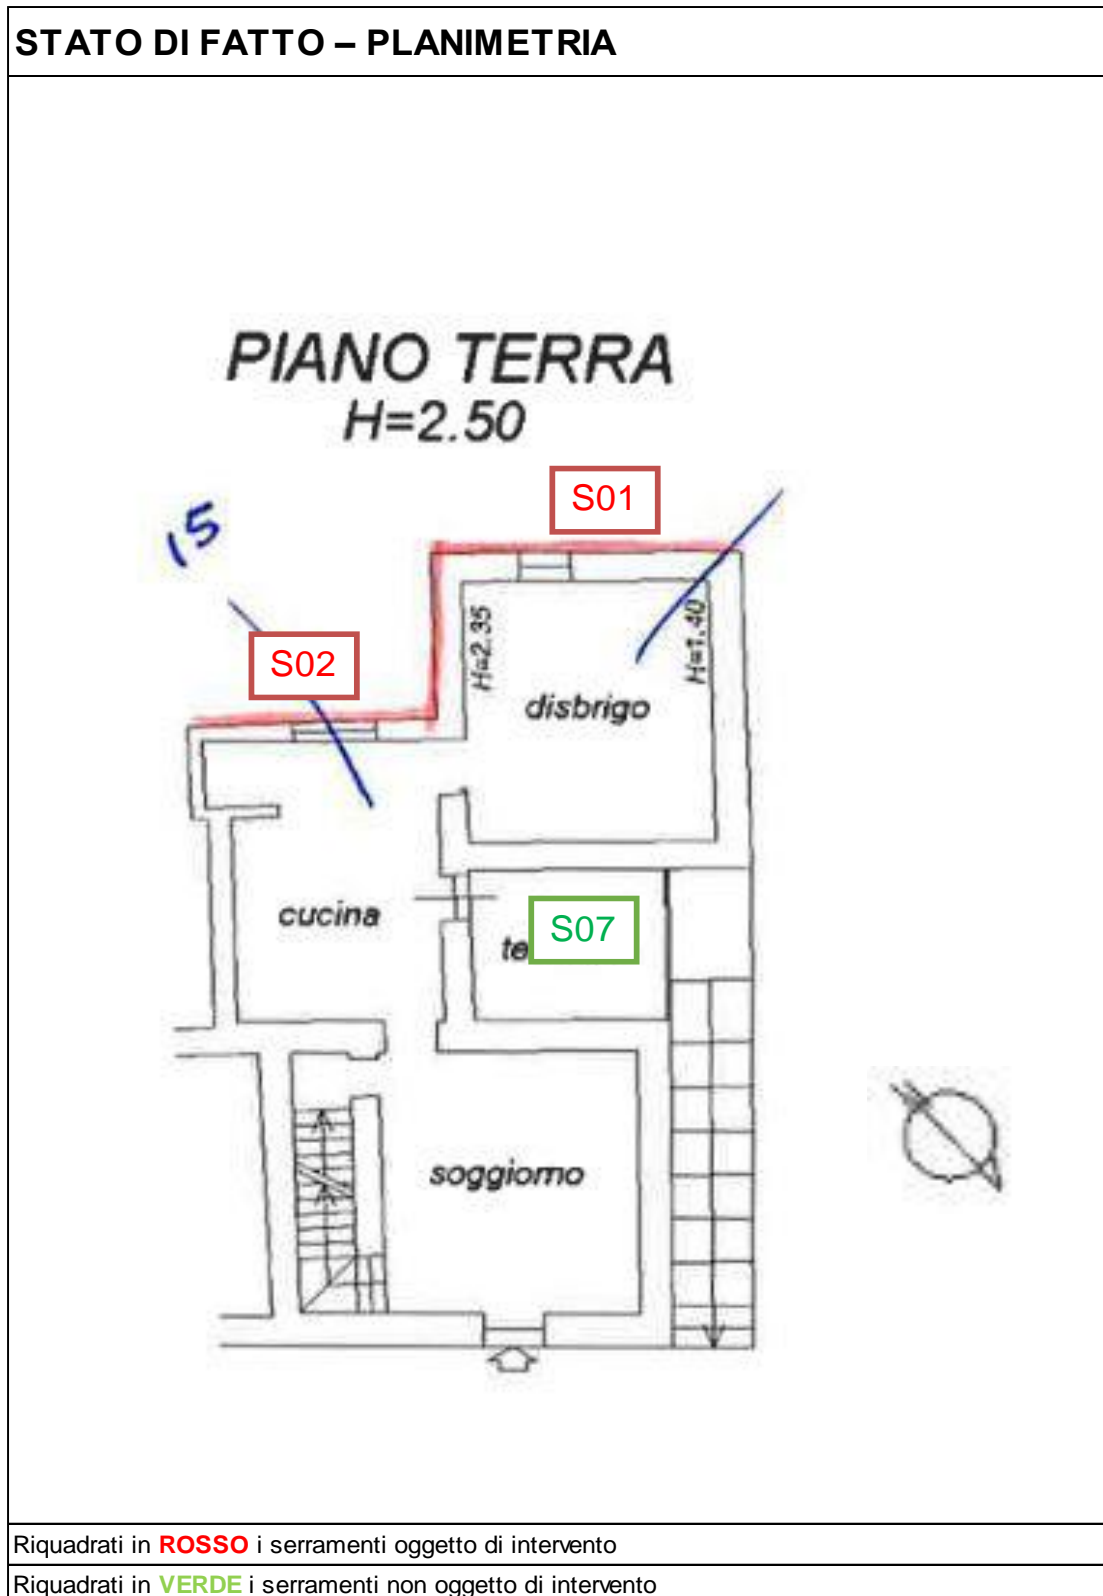 STATO DI FATTO – PLANIMETRIA
PIANO TERRA
H=2.50
S01
15
S02
H=2.35
H=1.40
disbrigo
cucina
te
S07
soggiorno
Riquadrati in ROSSO i serramenti oggetto di intervento
Riquadrati in VERDE i serramenti non oggetto di intervento